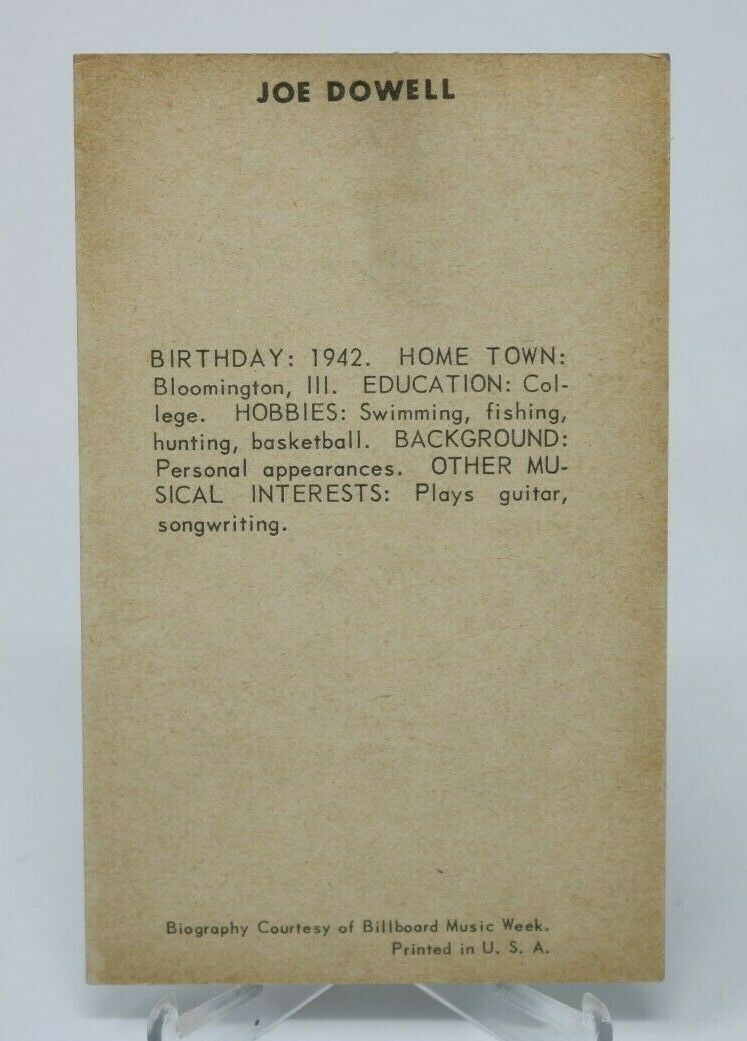 JOE DOWELL
BIRTHDAY: 1942. HOME TOWN:
Bloomington, Ill. EDUCATION: Col-
lege. HOBBIES: Swimming, fishing,
hunting, basketball. BACKGROUND:
Personal appearances. OTHER MU-
SICAL INTERESTS: Plays guitar,
songwriting.
Biography Courtesy of Billboard Music Week.
Printed in U. S. A.